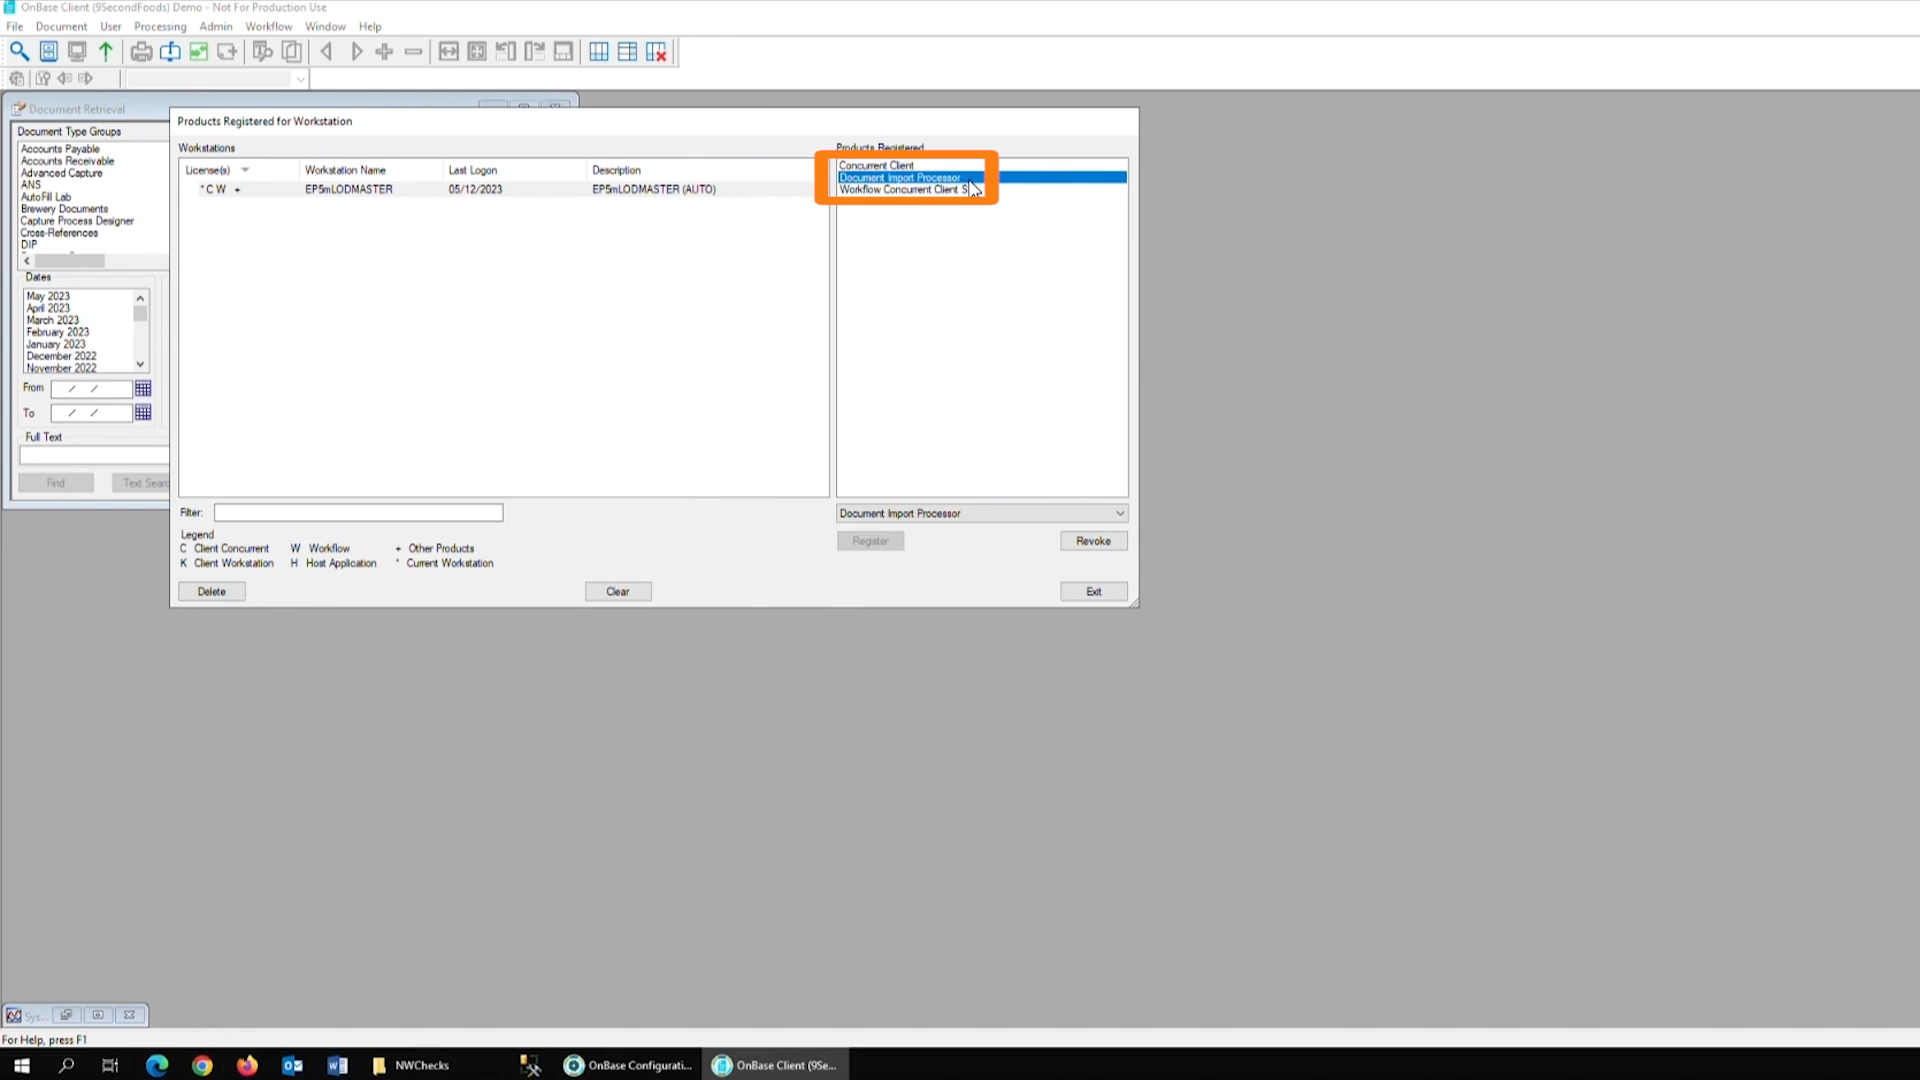 OnBase Client (9SecondFoods) Demo - Not For Production Use
File Document User Processing Admin Workflow Window Help
Document Retrieval
Document Type Groups
Accounts Payable
Accounts Receivable
Advanced Capture
ANS
AutoFill Lab
Brewery Documents
Capture Process Designer
Cross-References
DIP
Dates
May 2023
April 2023
March 2023
February 2023
January 2023
December 2022
November 2022
From / /
To / /
Full Text
Find Text Searc
Products Registered for Workstation
Workstations
License(s) Workstation Name Last Logon Description
* C W + EP5mLODMASTER 05/12/2023 EP5mLODMASTER (AUTO)
Products Registered
Concurrent Client
Document Import Processor
Workflow Concurrent Client S
Filter:
Document Import Processor
Legend
C Client Concurrent W Workflow + Other Products
K Client Workstation H Host Application * Current Workstation
Register Revoke
Delete Clear Exit
Sys...
For Help, press F1
NWChecks OnBase Configurati... OnBase Client (9Se...